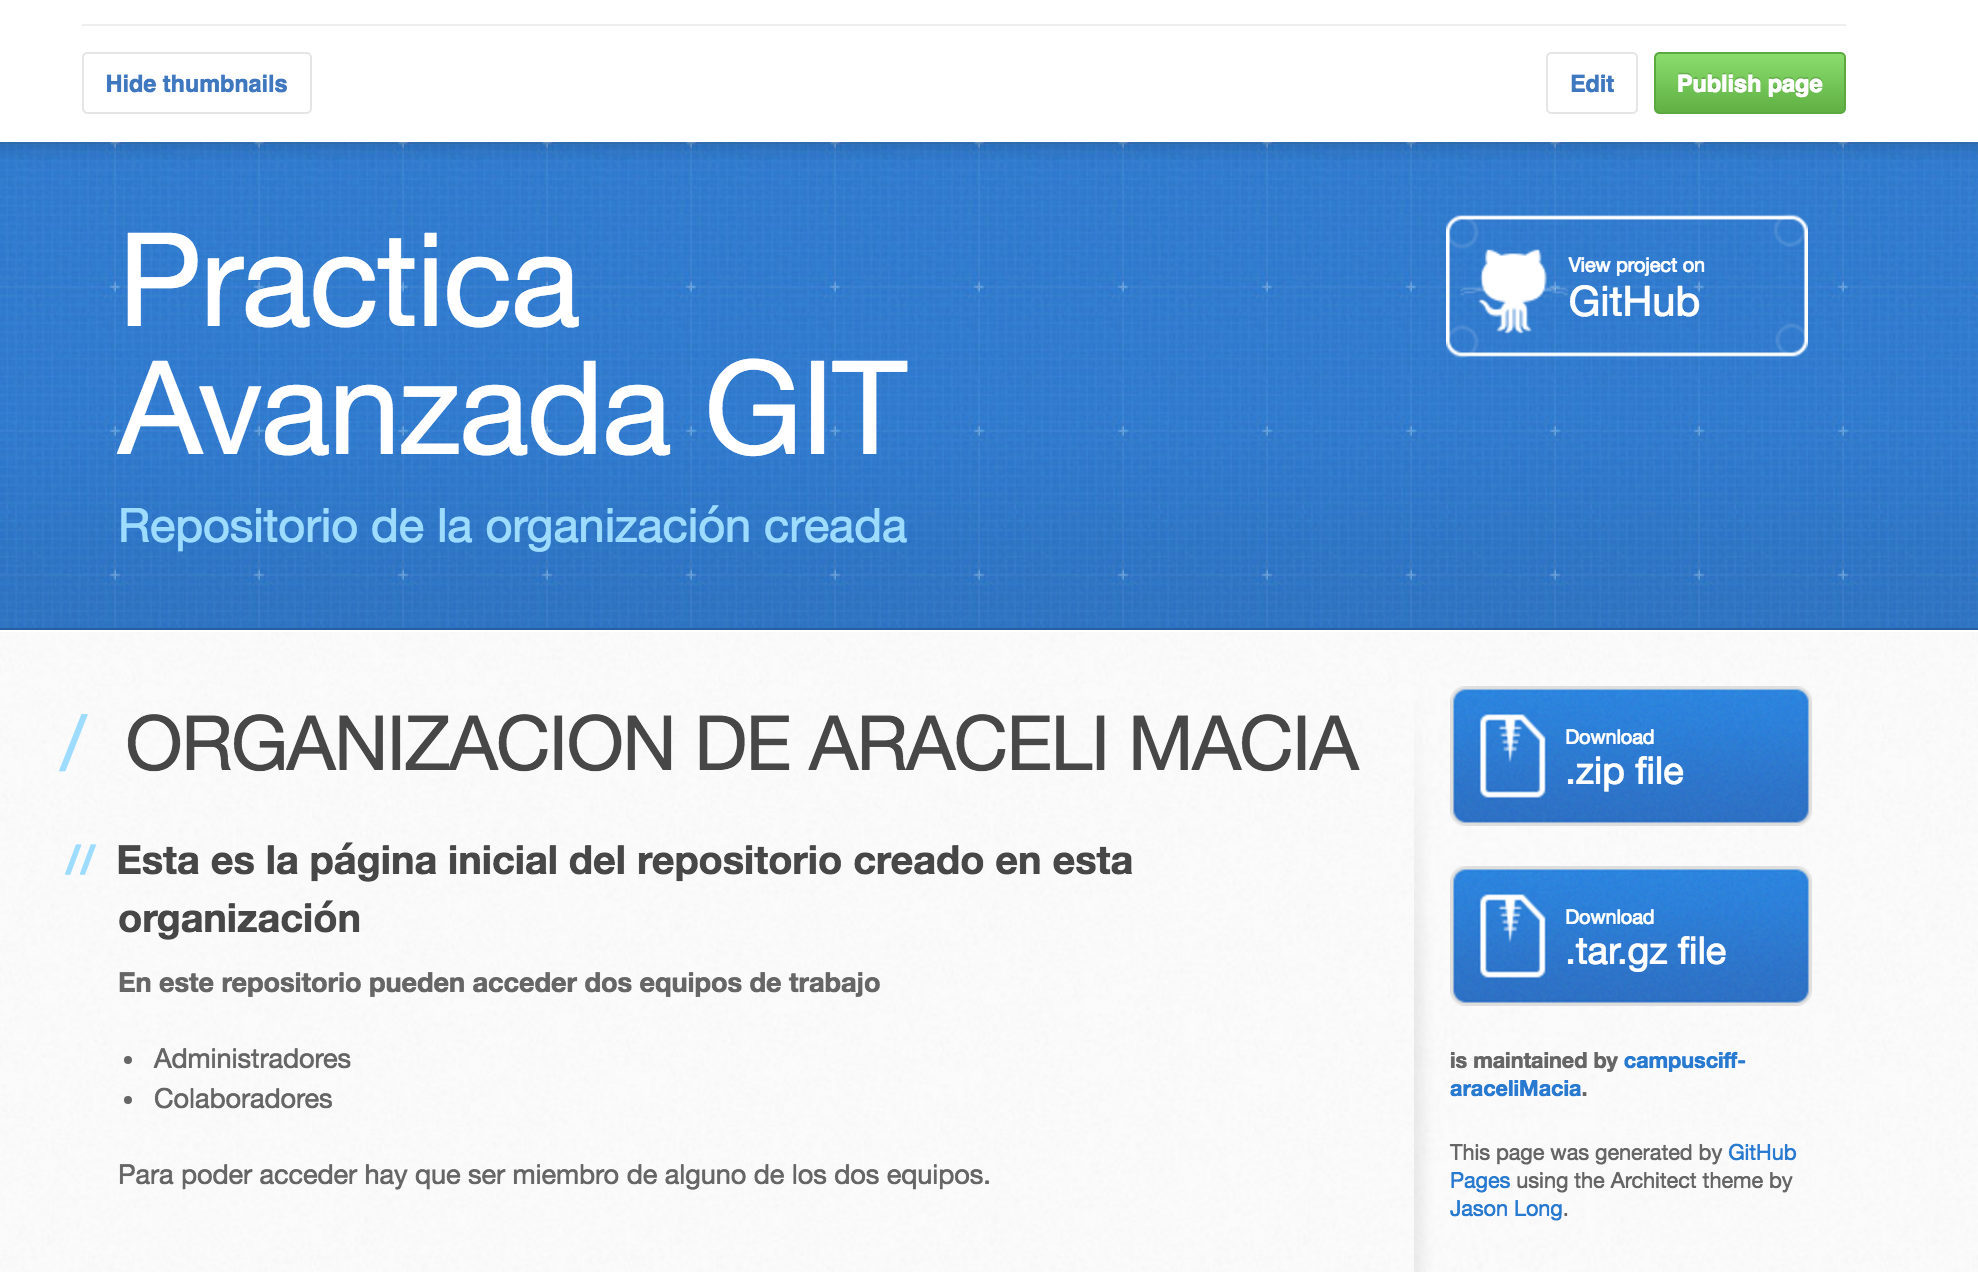 Hide thumbnails
Edit
Publish page
Practica
Avanzada GIT
Repositorio de la organización creada
View project on
GitHub
/ ORGANIZACION DE ARACELI MACIA
// Esta es la página inicial del repositorio creado en esta
organización
En este repositorio pueden acceder dos equipos de trabajo
• Administradores
• Colaboradores
Para poder acceder hay que ser miembro de alguno de los dos equipos.
Download
.zip file
Download
.tar.gz file
is maintained by campusciff-
araceliMacia.
This page was generated by GitHub
Pages using the Architect theme by
Jason Long.